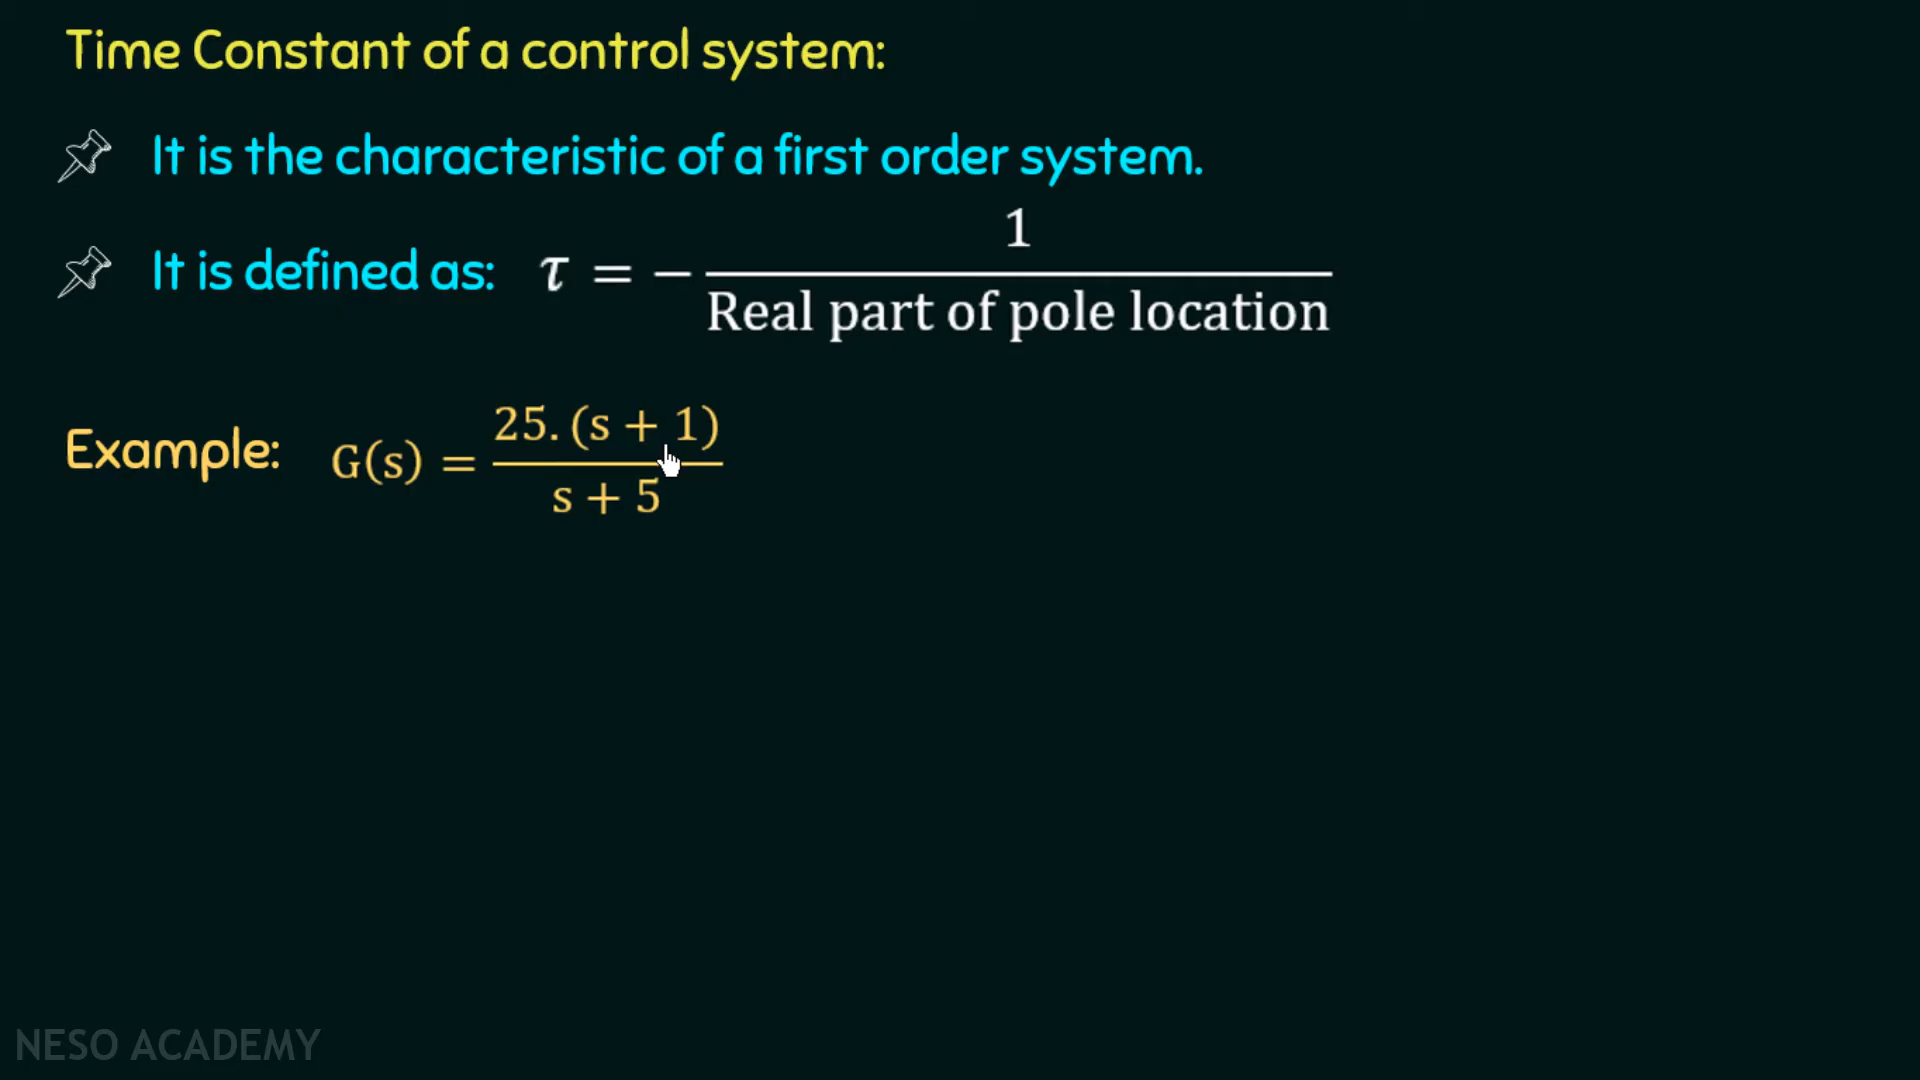 Time Constant of a control system:
It is the characteristic of a first order system.
It is defined as: τ = − 1 / Real part of pole location
Example: G(s) = 25. (s + 1) / s + 5
NESO ACADEMY